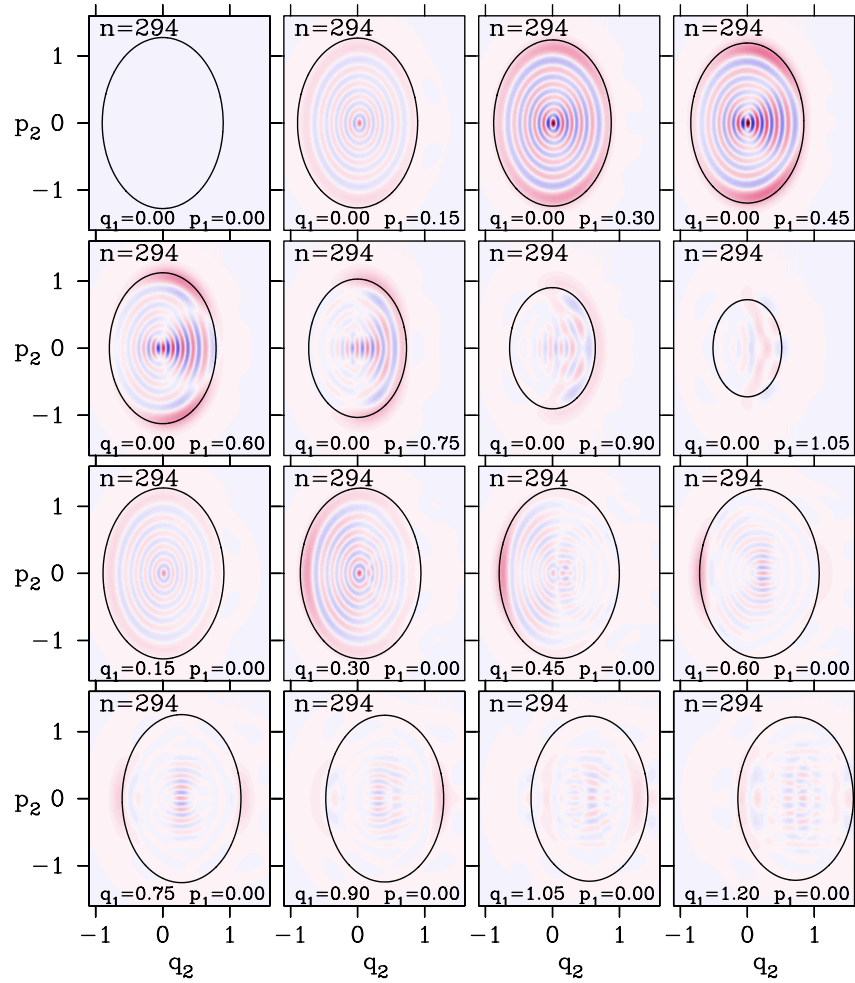 n=294 n=294 n=294 n=294
1
p₂ 0
−1
q₁=0.00 p₁=0.00 q₁=0.00 p₁=0.15 q₁=0.00 p₁=0.30 q₁=0.00 p₁=0.45
n=294 n=294 n=294 n=294
1
p₂ 0
−1
q₁=0.00 p₁=0.60 q₁=0.00 p₁=0.75 q₁=0.00 p₁=0.90 q₁=0.00 p₁=1.05
n=294 n=294 n=294 n=294
1
p₂ 0
−1
q₁=0.15 p₁=0.00 q₁=0.30 p₁=0.00 q₁=0.45 p₁=0.00 q₁=0.60 p₁=0.00
n=294 n=294 n=294 n=294
1
p₂ 0
−1
q₁=0.75 p₁=0.00 q₁=0.90 p₁=0.00 q₁=1.05 p₁=0.00 q₁=1.20 p₁=0.00
−1 0 1 −1 0 1 −1 0 1 −1 0 1
q₂ q₂ q₂ q₂